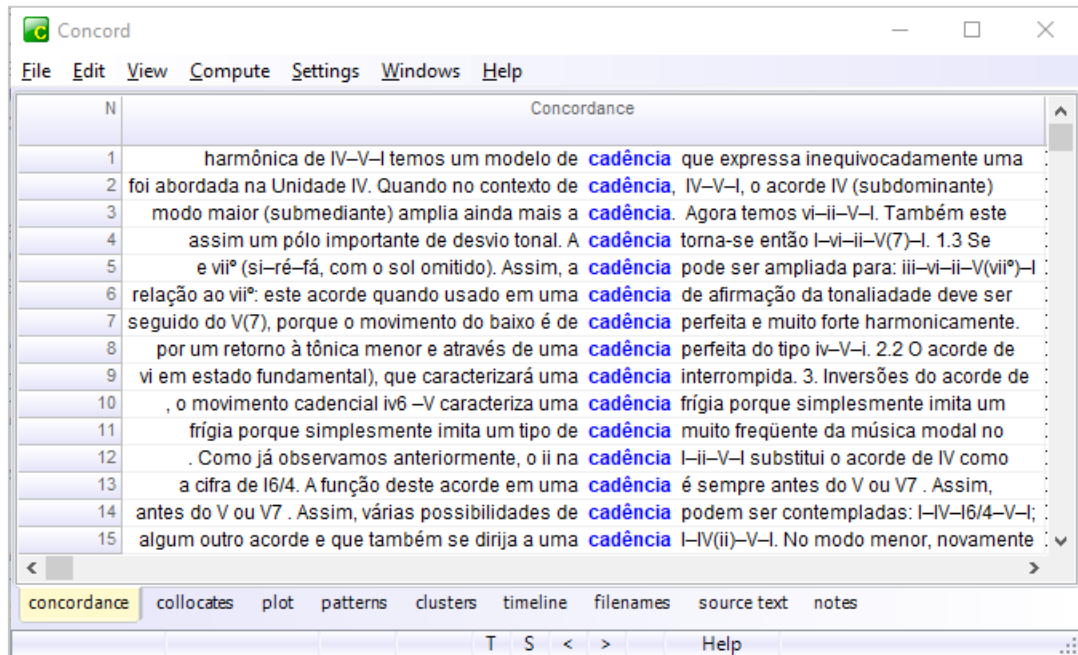 Concord
File Edit View Compute Settings Windows Help
N Concordance
1 harmônica de IV–V–I temos um modelo de cadência que expressa inequivocadamente uma
2 foi abordada na Unidade IV. Quando no contexto de cadência, IV–V–I, o acorde IV (subdominante)
3 modo maior (submediante) amplia ainda mais a cadência. Agora temos vi–ii–V–I. Também este
4 assim um pólo importante de desvio tonal. A cadência torna-se então I–vi–ii–V(7)–I. 1.3 Se
5 e viiº (si–ré–fá, com o sol omitido). Assim, a cadência pode ser ampliada para: iii–vi–ii–V(viiº)–I
6 relação ao viiº: este acorde quando usado em uma cadência de afirmação da tonaliadade deve ser
7 seguido do V(7), porque o movimento do baixo é de cadência perfeita e muito forte harmonicamente.
8 por um retorno à tônica menor e através de uma cadência perfeita do tipo iv–V–i. 2.2 O acorde de
9 vi em estado fundamental), que caracterizará uma cadência interrompida. 3. Inversões do acorde de
10 , o movimento cadencial iv6 –V caracteriza uma cadência frígia porque simplesmente imita um
11 frígia porque simplesmente imita um tipo de cadência muito freqüente da música modal no
12 . Como já observamos anteriormente, o ii na cadência I–ii–V–I substitui o acorde de IV como
13 a cifra de I6/4. A função deste acorde em uma cadência é sempre antes do V ou V7 . Assim,
14 antes do V ou V7 . Assim, várias possibilidades de cadência podem ser contempladas: I–IV–I6/4–V–I;
15 algum outro acorde e que também se dirija a uma cadência I–IV(ii)–V–I. No modo menor, novamente
concordance collocates plot patterns clusters timeline filenames source text notes
T S < > Help